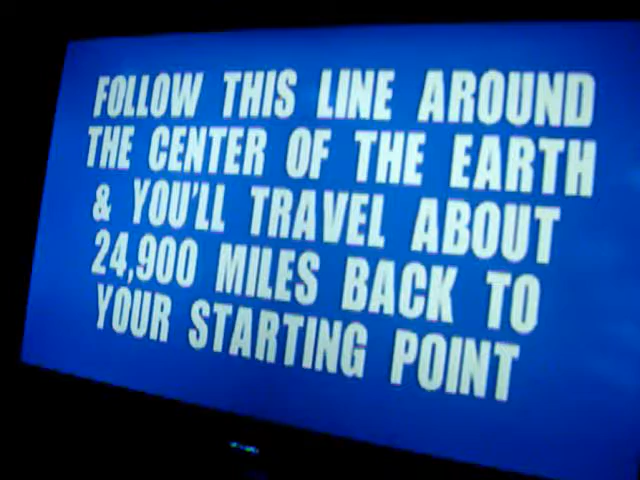 FOLLOW THIS LINE AROUND
THE CENTER OF THE EARTH
& YOU'LL TRAVEL ABOUT
24,900 MILES BACK TO
YOUR STARTING POINT